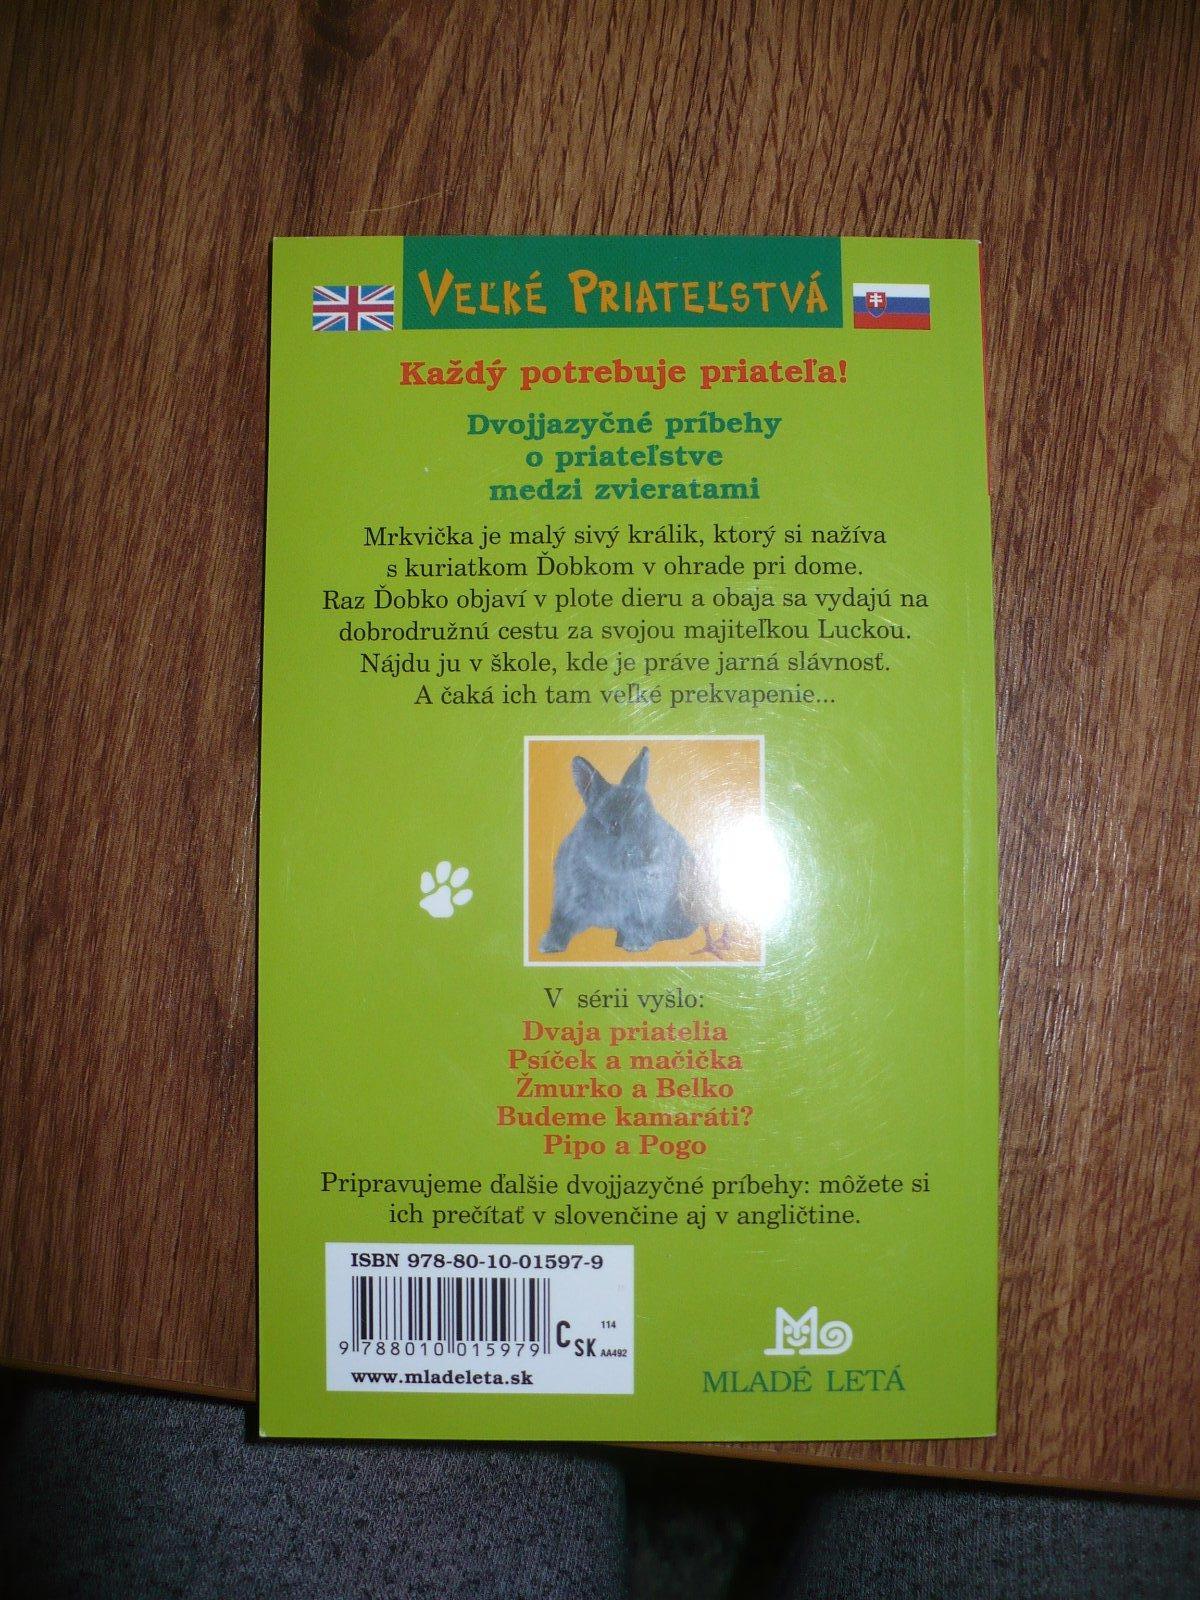 VEĽKÉ PRIATEĽSTVÁ
Každý potrebuje priateľa!
Dvojjazyčné príbehy
o priateľstve
medzi zvieratami
Mrkvička je malý sivý králik, ktorý si nažíva
s kuriatkom Ďobkom v ohrade pri dome.
Raz Ďobko objaví v plote dieru a obaja sa vydajú na
dobrodružnú cestu za svojou majiteľkou Luckou.
Nájdu ju v škole, kde je práve jarná slávnosť.
A čaká ich tam veľké prekvapenie...
V sérii vyšlo:
Dvaja priatelia
Psíček a mačička
Žmurko a Belko
Budeme kamaráti?
Pipo a Pogo
Pripravujeme ďalšie dvojjazyčné príbehy: môžete si
ich prečítať v slovenčine aj v angličtine.
ISBN 978-80-10-01597-9
9 788010 015979
C SK 114 AA492
www.mladeleta.sk
MLADÉ LETÁ